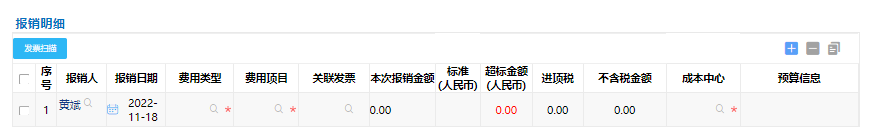 报销明细
发票扫描
序号 报销人 报销日期 费用类型 费用项目 关联发票 本次报销金额 标准(人民币) 超标金额(人民币) 进项税 不含税金额 成本中心 预算信息
1 黄斌 2022-11-18 * * 0.00 0.00 0.00 0.00 *